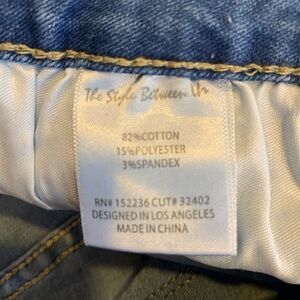 The Style Between Us
82%COTTON
15%POLYESTER
3%SPANDEX
RN# 152236 CUT# 32402
DESIGNED IN LOS ANGELES
MADE IN CHINA